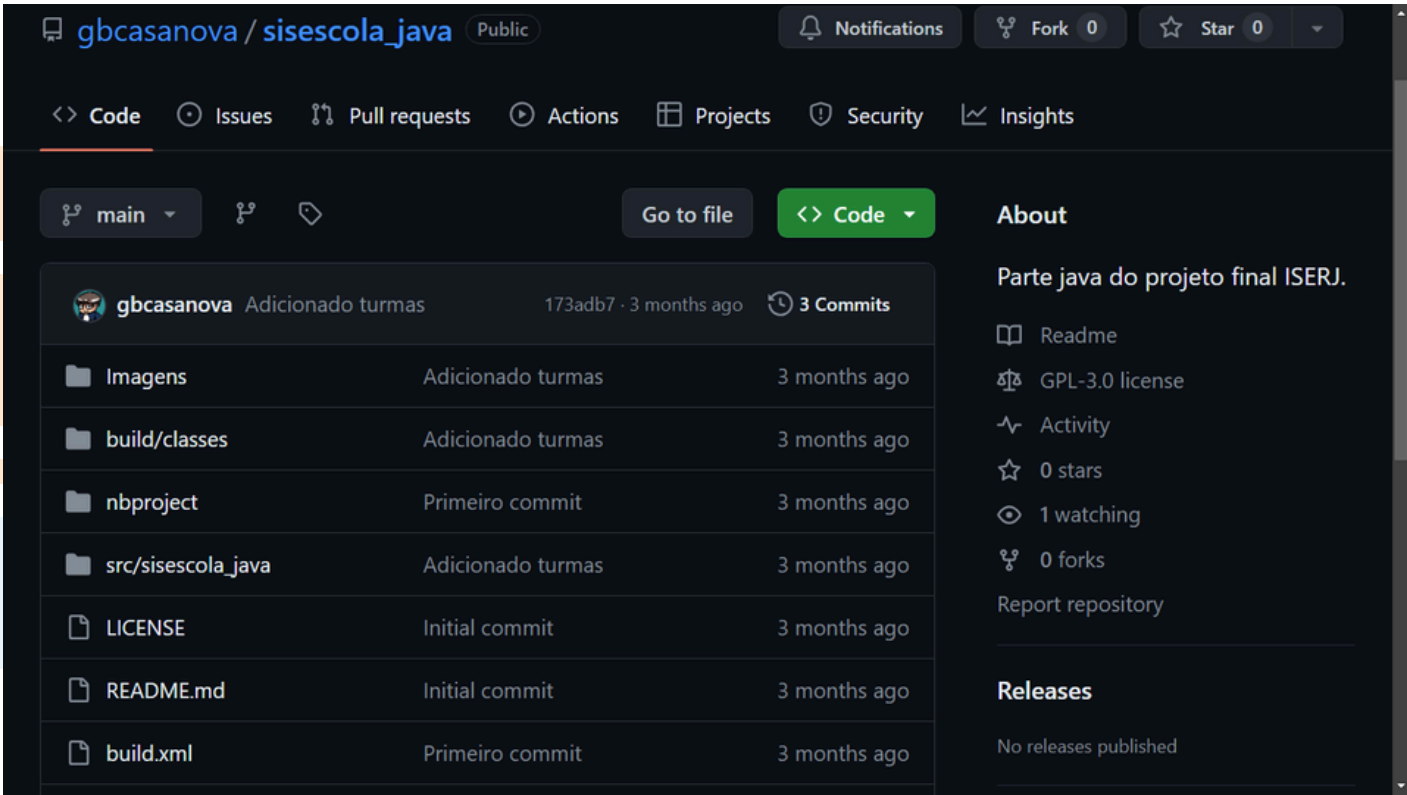 gbcasanova / sisescola_java Public Notifications Fork 0 Star 0
Code Issues Pull requests Actions Projects Security Insights
main Go to file Code
gbcasanova Adicionado turmas 173adb7 · 3 months ago 3 Commits
Imagens Adicionado turmas 3 months ago
build/classes Adicionado turmas 3 months ago
nbproject Primeiro commit 3 months ago
src/sisescola_java Adicionado turmas 3 months ago
LICENSE Initial commit 3 months ago
README.md Initial commit 3 months ago
build.xml Primeiro commit 3 months ago
About
Parte java do projeto final ISERJ.
Readme
GPL-3.0 license
Activity
0 stars
1 watching
0 forks
Report repository
Releases
No releases published